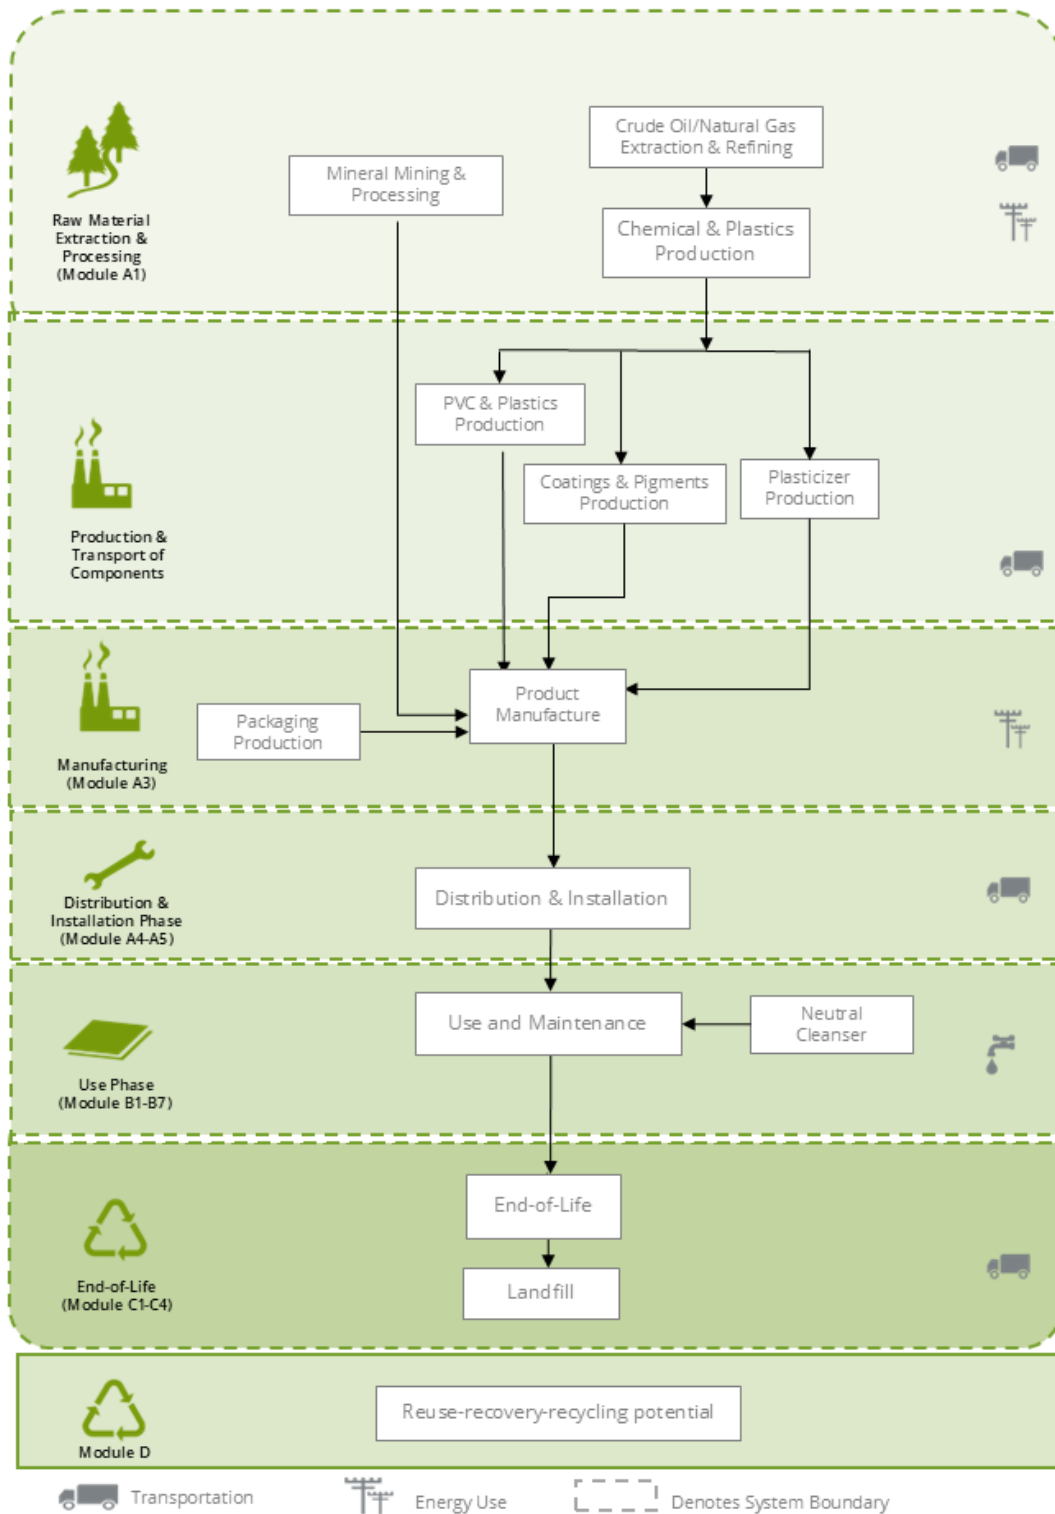 Crude Oil/Natural Gas
Extraction & Refining
Mineral Mining &
Processing
Raw Material
Extraction &
Processing
(Module A1)
Chemical & Plastics
Production
PVC & Plastics
Production
Coatings & Pigments
Production
Plasticizer
Production
Production &
Transport of
Components
Product
Manufacture
Packaging
Production
Manufacturing
(Module A3)
Distribution &
Installation Phase
(Module A4-A5)
Distribution & Installation
Use and Maintenance
Neutral
Cleanser
Use Phase
(Module B1-B7)
End-of-Life
Landfill
End-of-Life
(Module C1-C4)
Reuse-recovery-recycling potential
Module D
Transportation
Energy Use
Denotes System Boundary